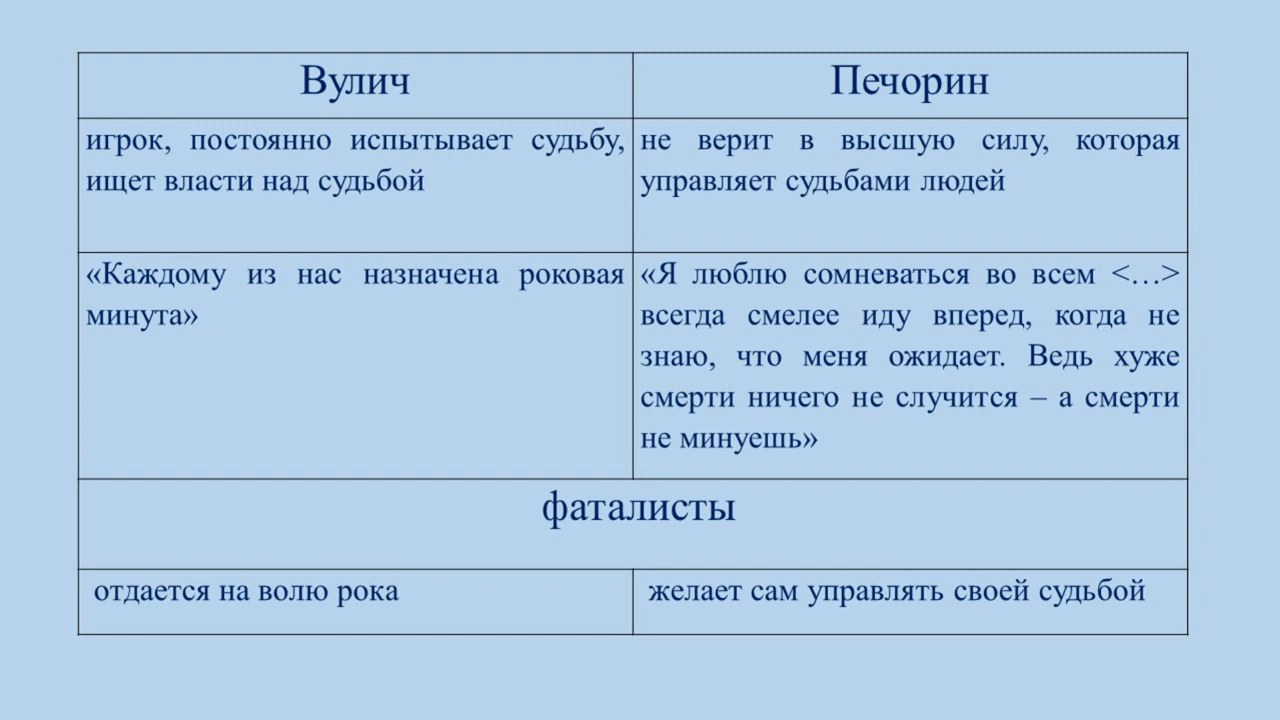 Вулич
Печорин
игрок, постоянно испытывает судьбу,
ищет власти над судьбой
не верит в высшую силу, которая
управляет судьбами людей
«Каждому из нас назначена роковая
минута»
«Я люблю сомневаться во всем <…>
всегда смелее иду вперед, когда не
знаю, что меня ожидает. Ведь хуже
смерти ничего не случится – а смерти
не минуешь»
фаталисты
отдается на волю рока
желает сам управлять своей судьбой